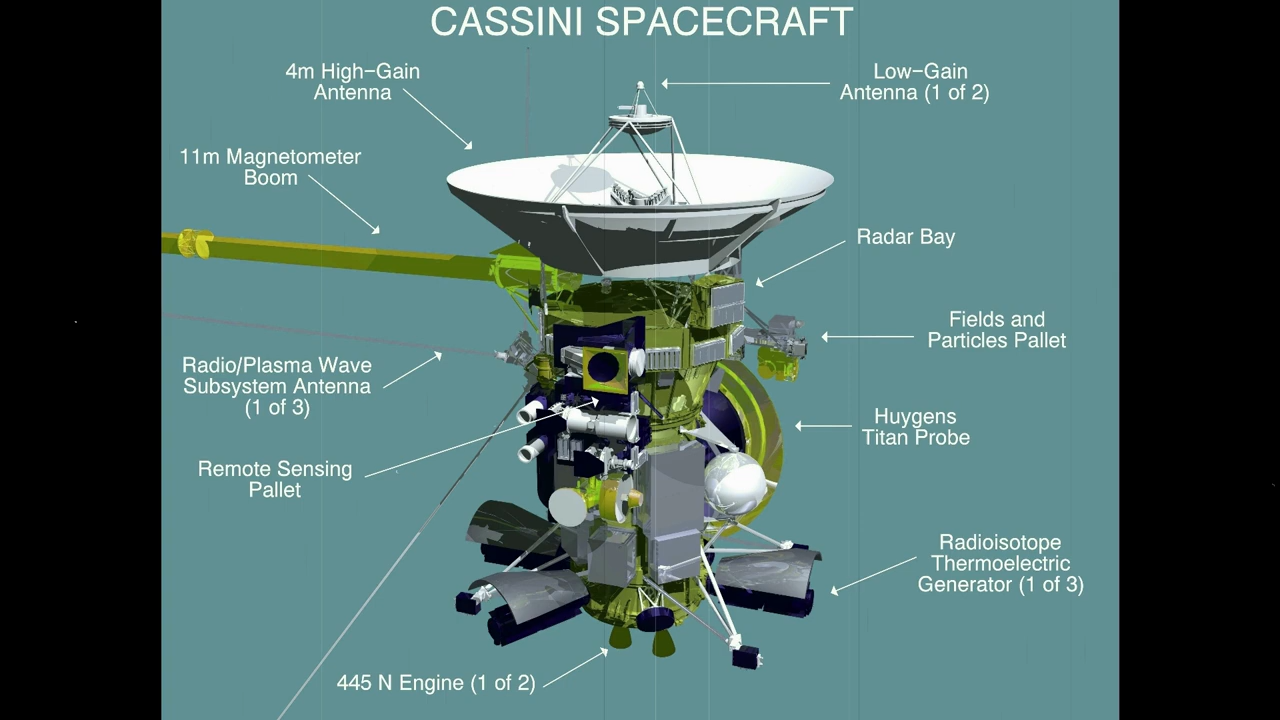 CASSINI SPACECRAFT
4m High-Gain
Antenna
Low-Gain
Antenna (1 of 2)
11m Magnetometer
Boom
Radar Bay
Fields and
Particles Pallet
Radio/Plasma Wave
Subsystem Antenna
(1 of 3)
Huygens
Titan Probe
Remote Sensing
Pallet
Radioisotope
Thermoelectric
Generator (1 of 3)
445 N Engine (1 of 2)